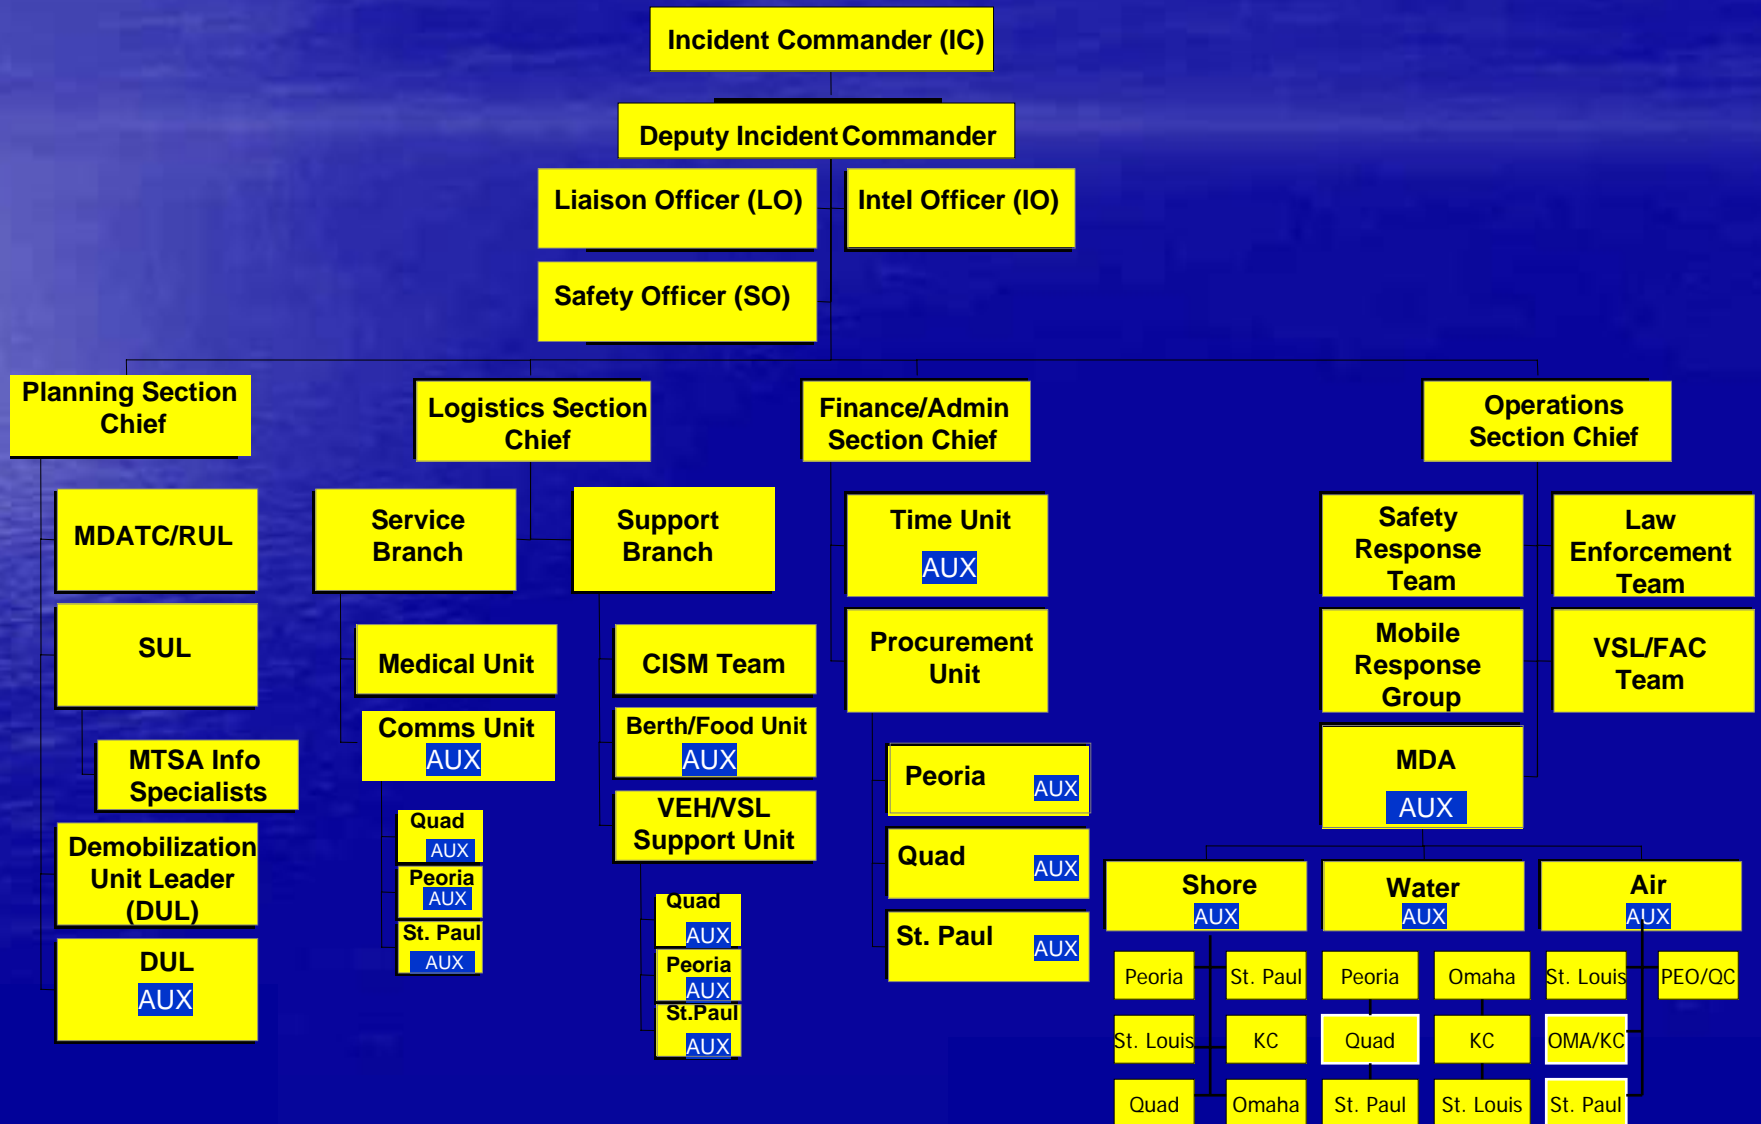 Incident Commander (IC)
Deputy Incident Commander
Liaison Officer (LO)
Intel Officer (IO)
Safety Officer (SO)
Planning Section
Chief
Logistics Section
Chief
Finance/Admin
Section Chief
Operations
Section Chief
MDATC/RUL
SUL
MTSA Info
Specialists
Demobilization
Unit Leader
(DUL)
DUL
AUX
Service
Branch
Medical Unit
Comms Unit
AUX
Quad
AUX
Peoria
AUX
St. Paul
AUX
Support
Branch
CISM Team
Berth/Food Unit
AUX
VEH/VSL
Support Unit
Quad
AUX
Peoria
AUX
St.Paul
AUX
Time Unit
AUX
Procurement
Unit
Peoria AUX
Quad AUX
St. Paul AUX
Safety
Response
Team
Law
Enforcement
Team
Mobile
Response
Group
VSL/FAC
Team
MDA
AUX
Shore
AUX
Peoria
St. Paul
St. Louis
KC
Quad
Omaha
Water
AUX
Peoria
Omaha
Quad
KC
St. Paul
St. Louis
Air
AUX
St. Louis
PEO/QC
OMA/KC
St. Paul